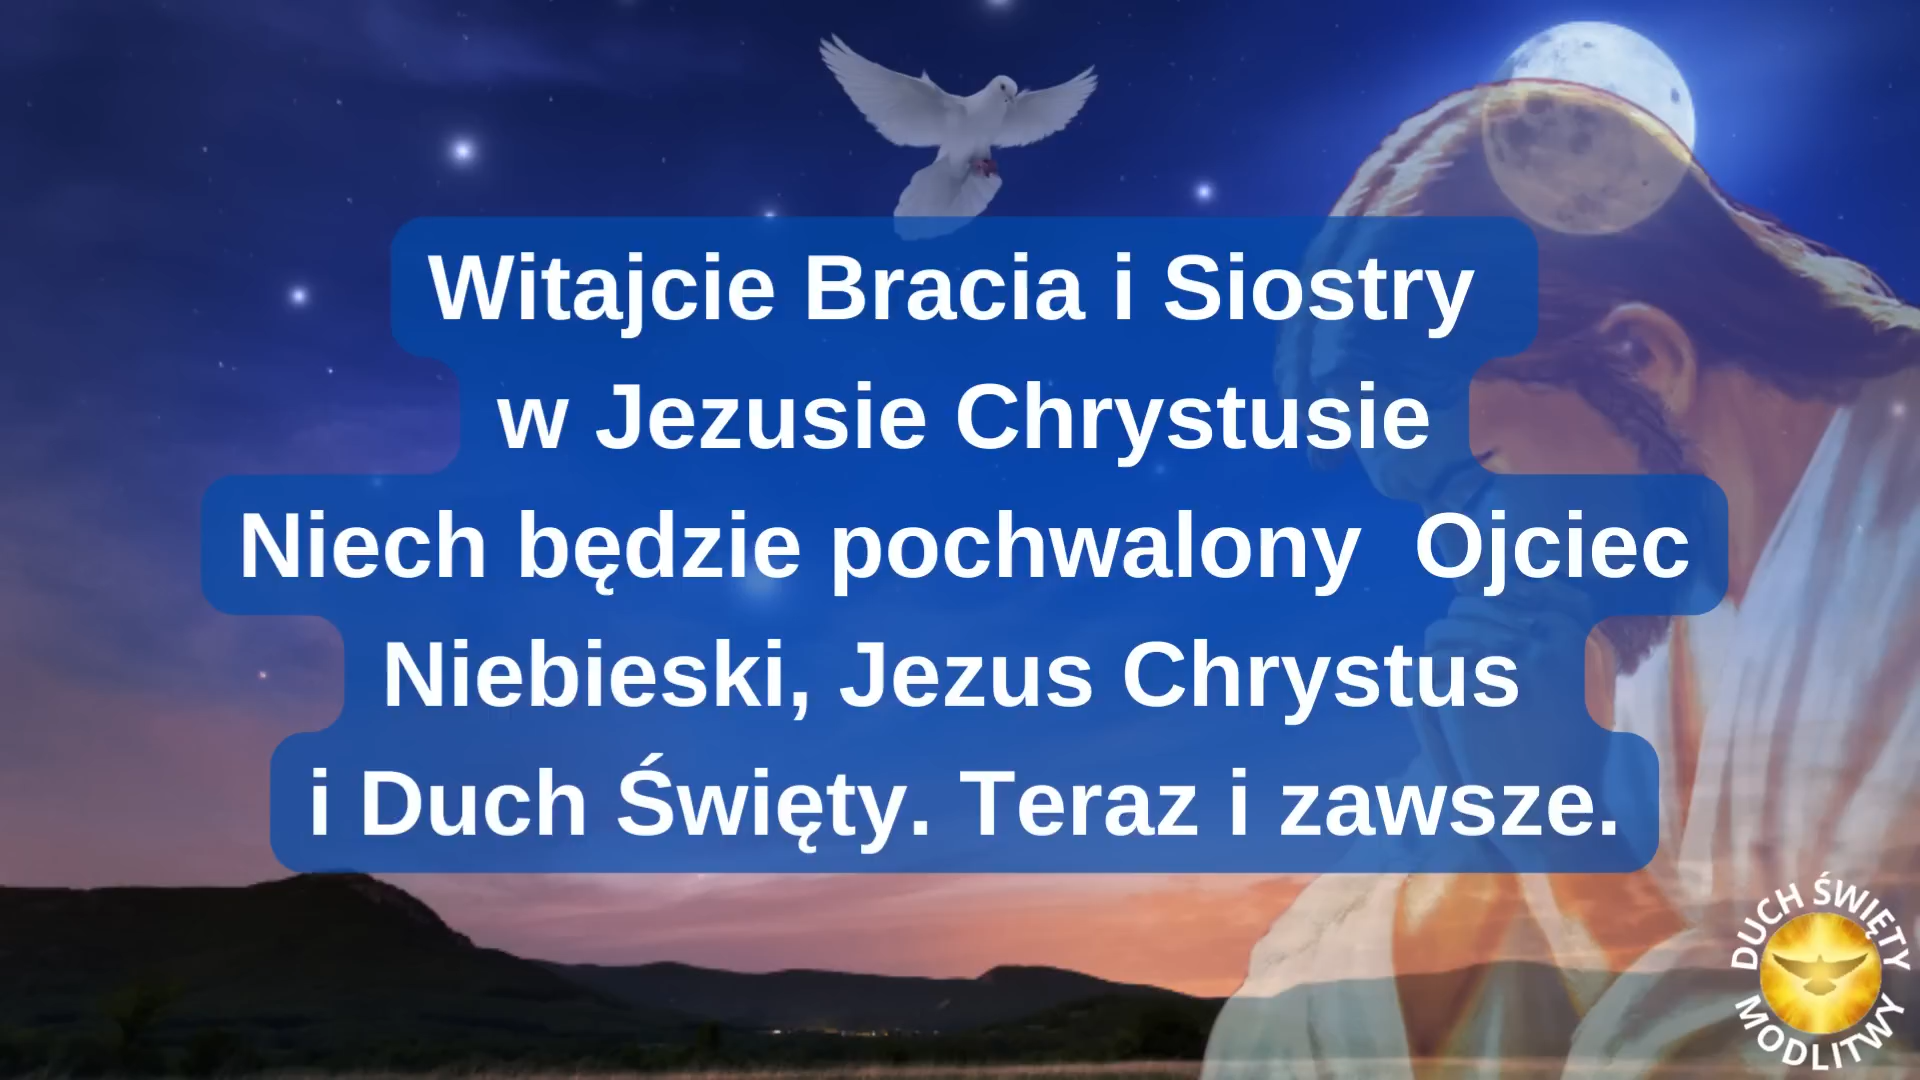 Witajcie Bracia i Siostry
w Jezusie Chrystusie
Niech będzie pochwalony  Ojciec
Niebieski, Jezus Chrystus
i Duch Święty. Teraz i zawsze.
DUCH ŚWIĘTY
MODLITWY